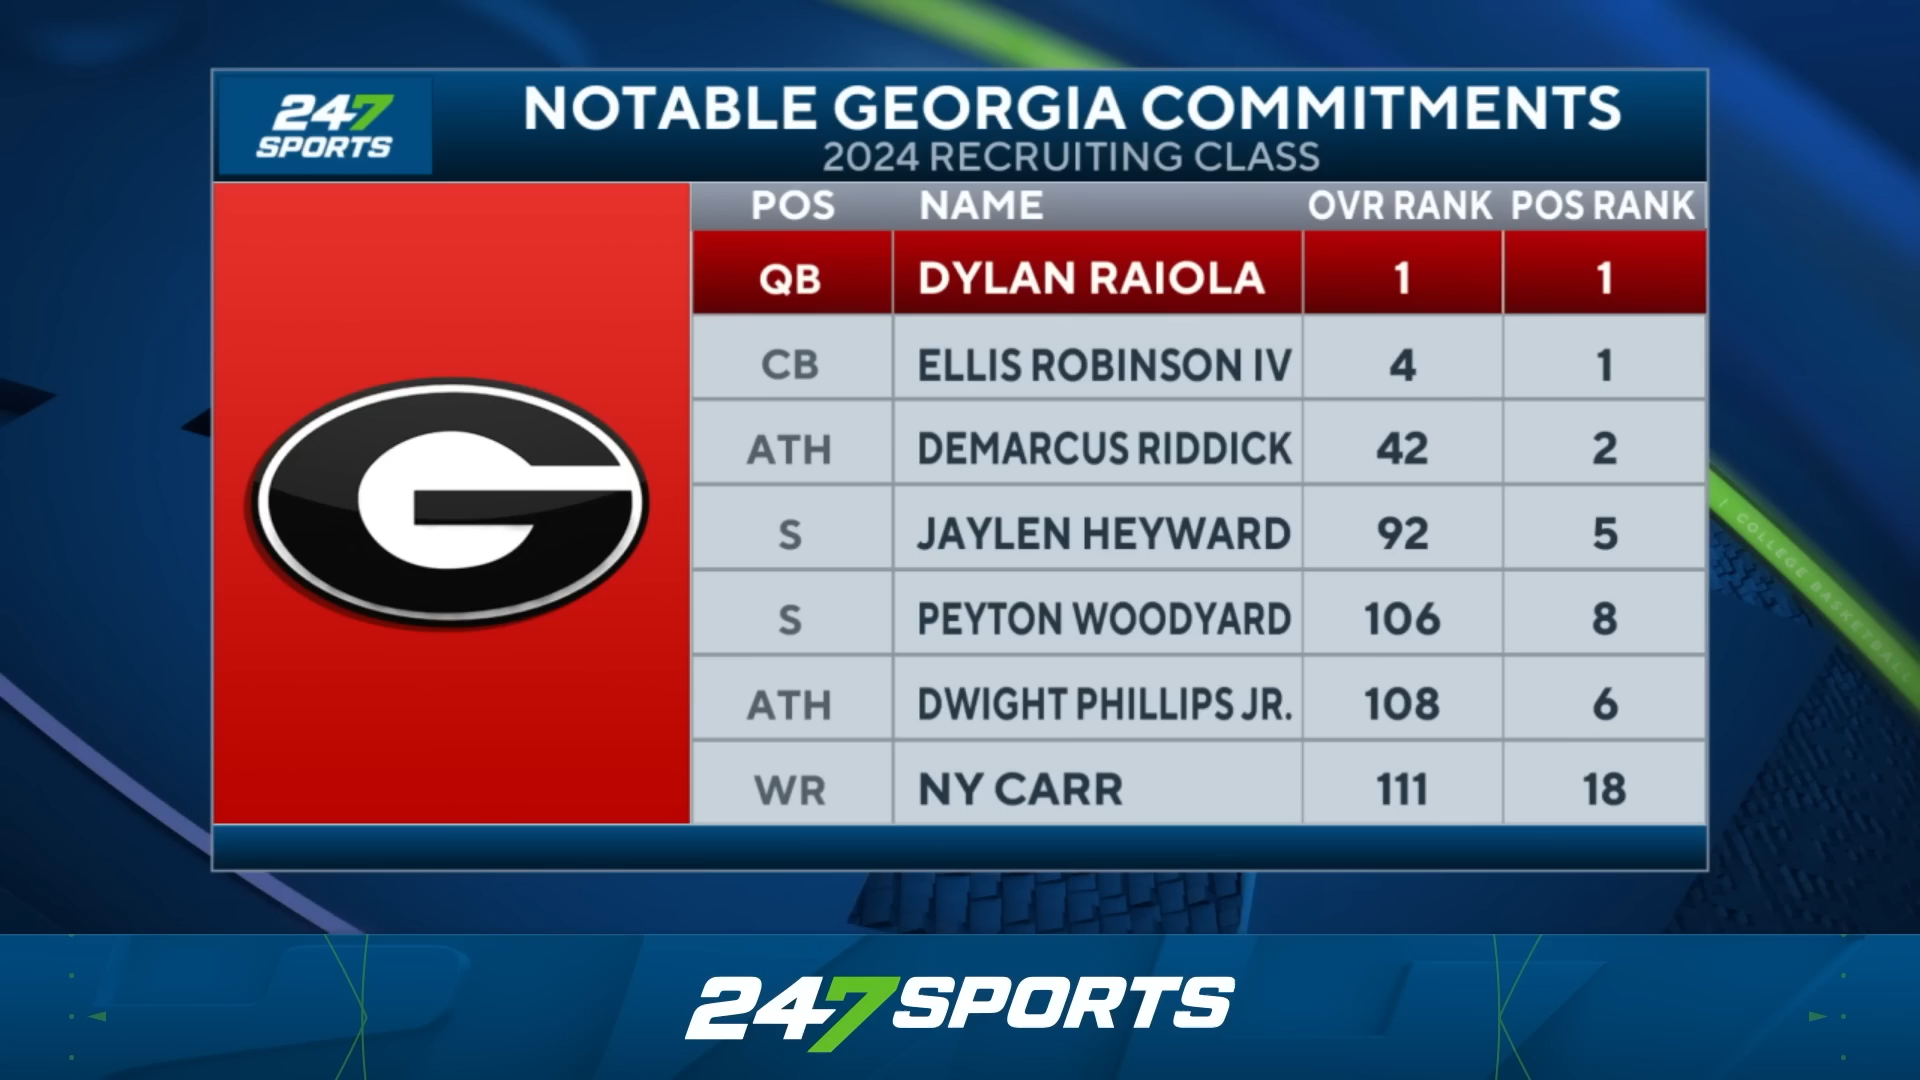 247 SPORTS
NOTABLE GEORGIA COMMITMENTS
2024 RECRUITING CLASS
POS NAME OVR RANK POS RANK
QB DYLAN RAIOLA 1 1
CB ELLIS ROBINSON IV 4 1
ATH DEMARCUS RIDDICK 42 2
S JAYLEN HEYWARD 92 5
S PEYTON WOODYARD 106 8
ATH DWIGHT PHILLIPS JR. 108 6
WR NY CARR 111 18
G
COLLEGE BASKETBALL
247SPORTS